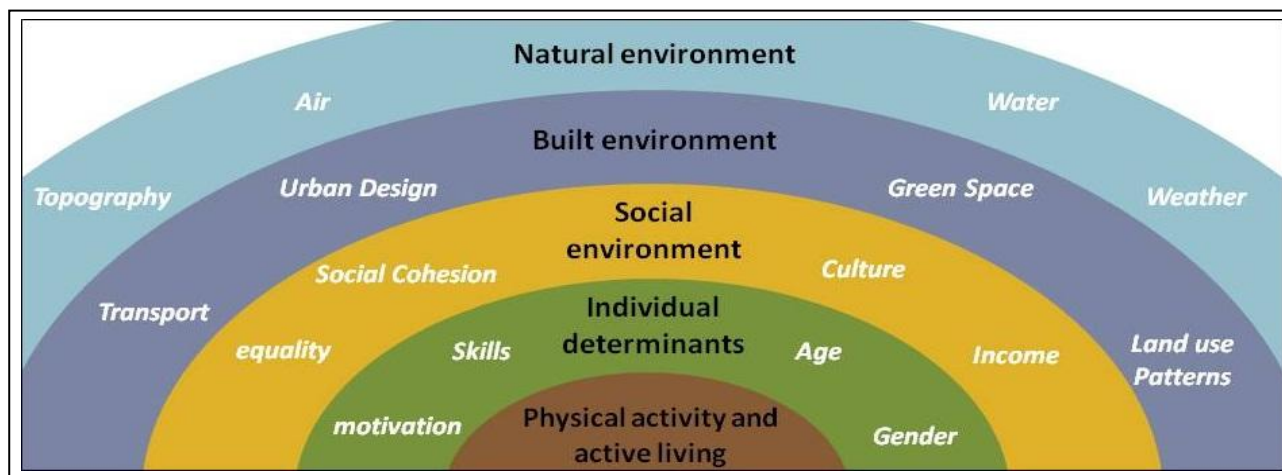 Natural environment
Air
Water
Topography
Weather
Built environment
Urban Design
Green Space
Transport
Land use
Patterns
Social
environment
Social Cohesion
Culture
equality
Income
Individual
determinants
Skills
Age
motivation
Gender
Physical activity and
active living